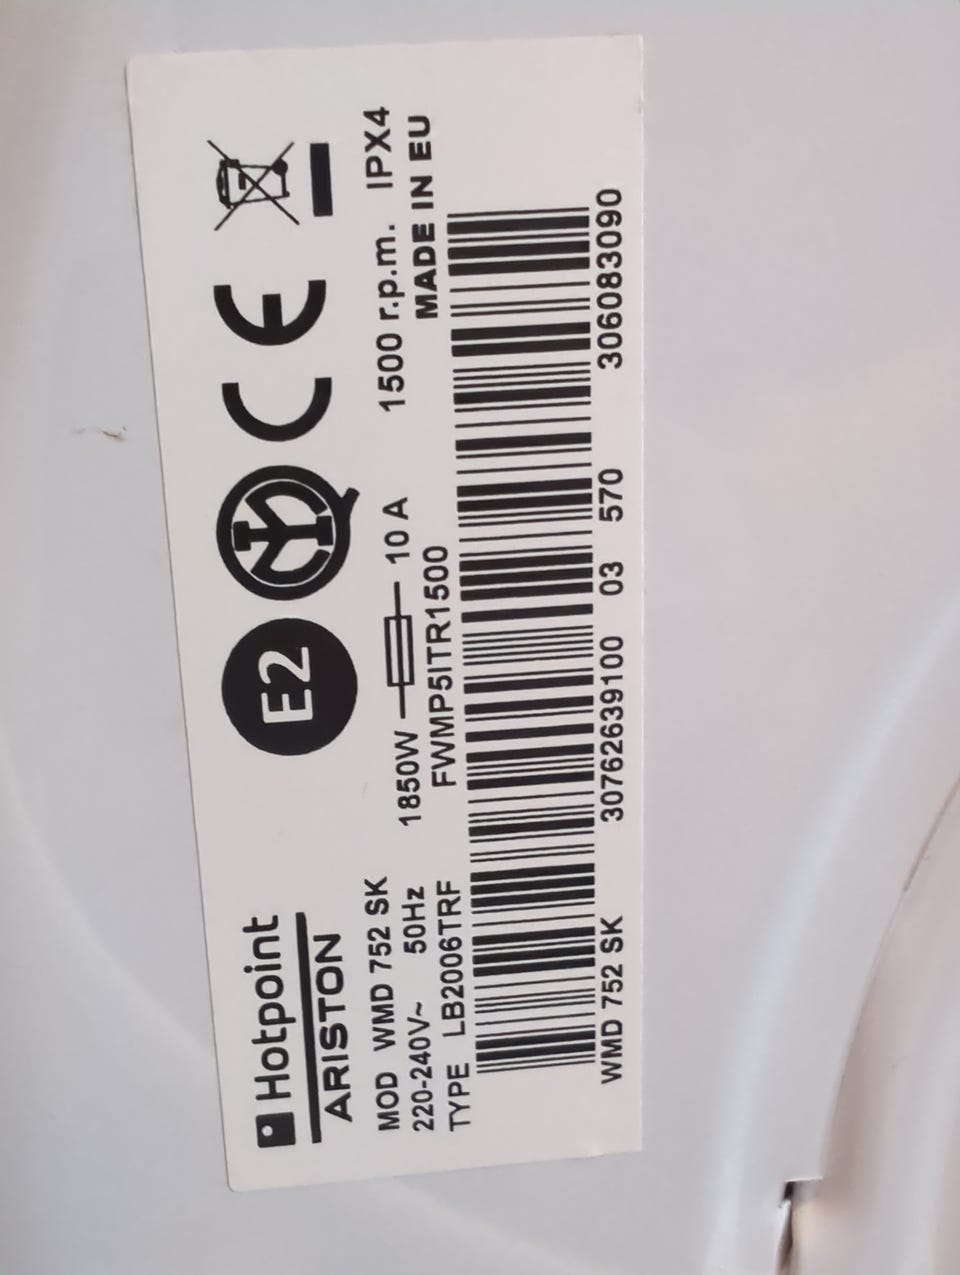 Hotpoint
ARISTON
E2
CE
MOD WMD 752 SK
1500 r.p.m. IPX4
220-240V~ 50Hz 1850W 10 A
MADE IN EU
TYPE LB2006TRF FWMP5ITR1500
WMD 752 SK 30762639100 03 570 306083090